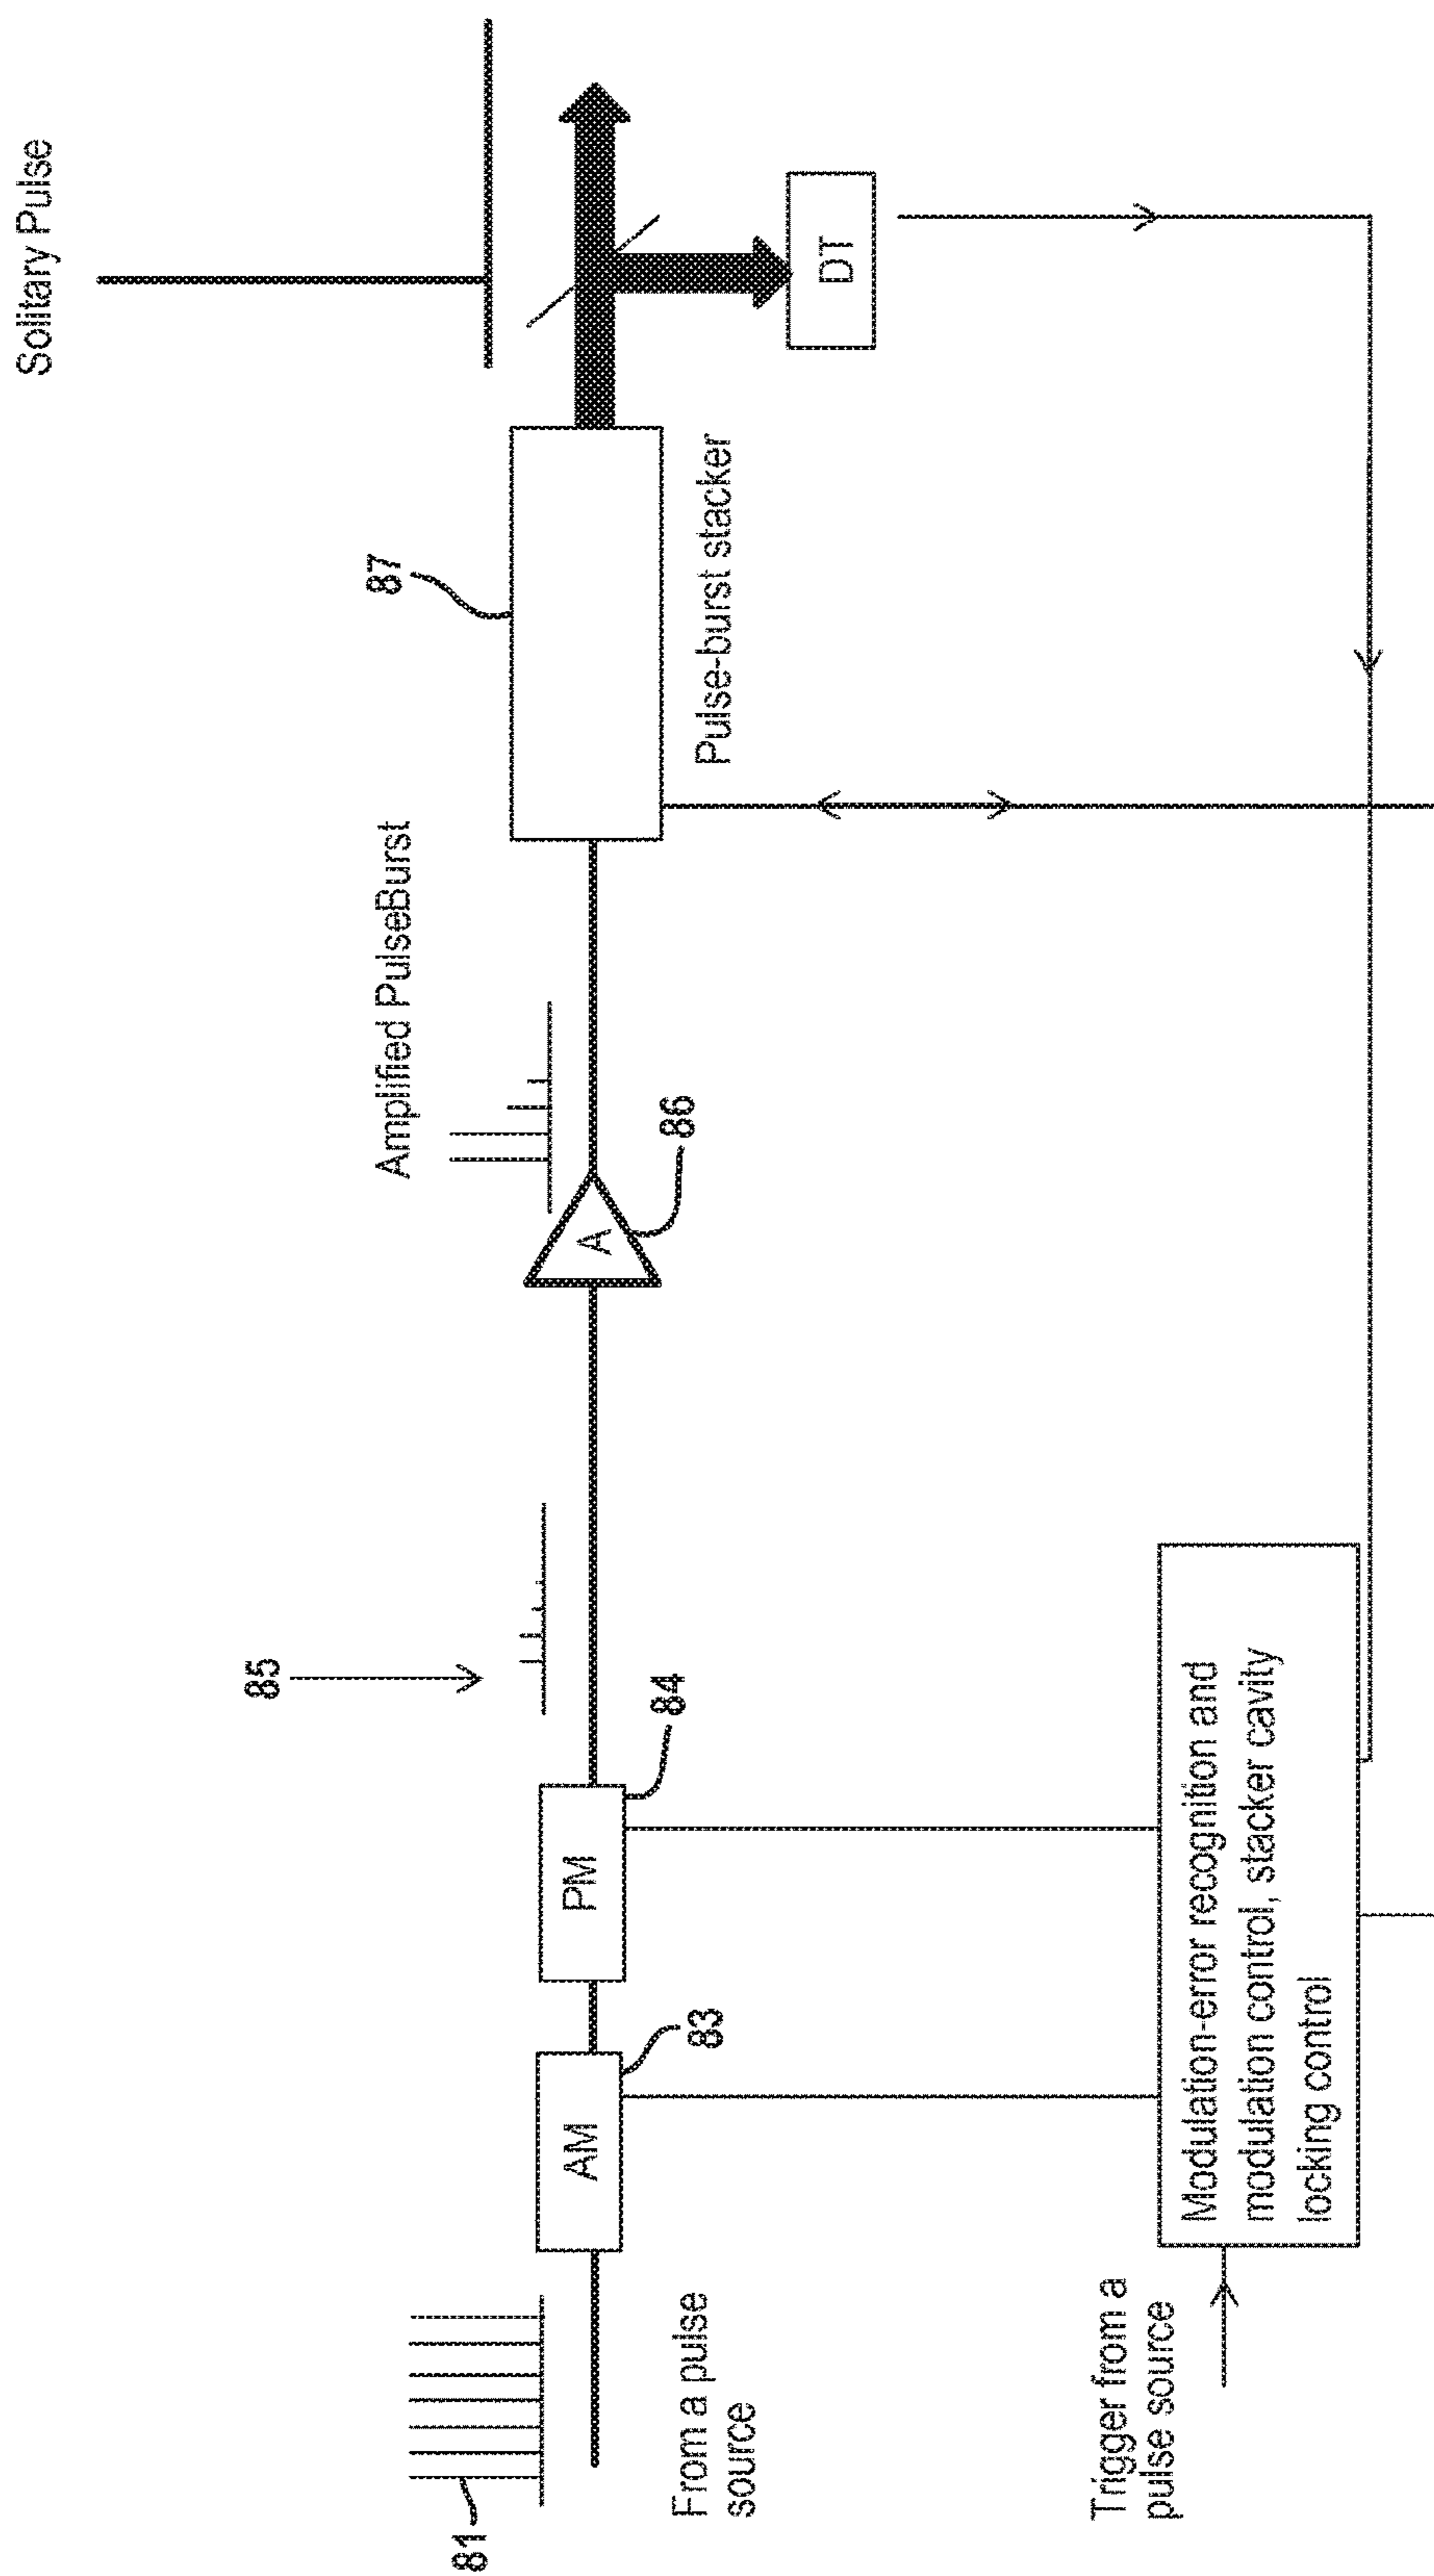 Solitary Pulse
87
Amplified PulseBurst
85
81
AM
PM
A
DT
83
84
86
Pulse-burst stacker
From a pulse
source
Trigger from a
pulse source
Modulation-error recognition and
modulation control, stacker cavity
locking control